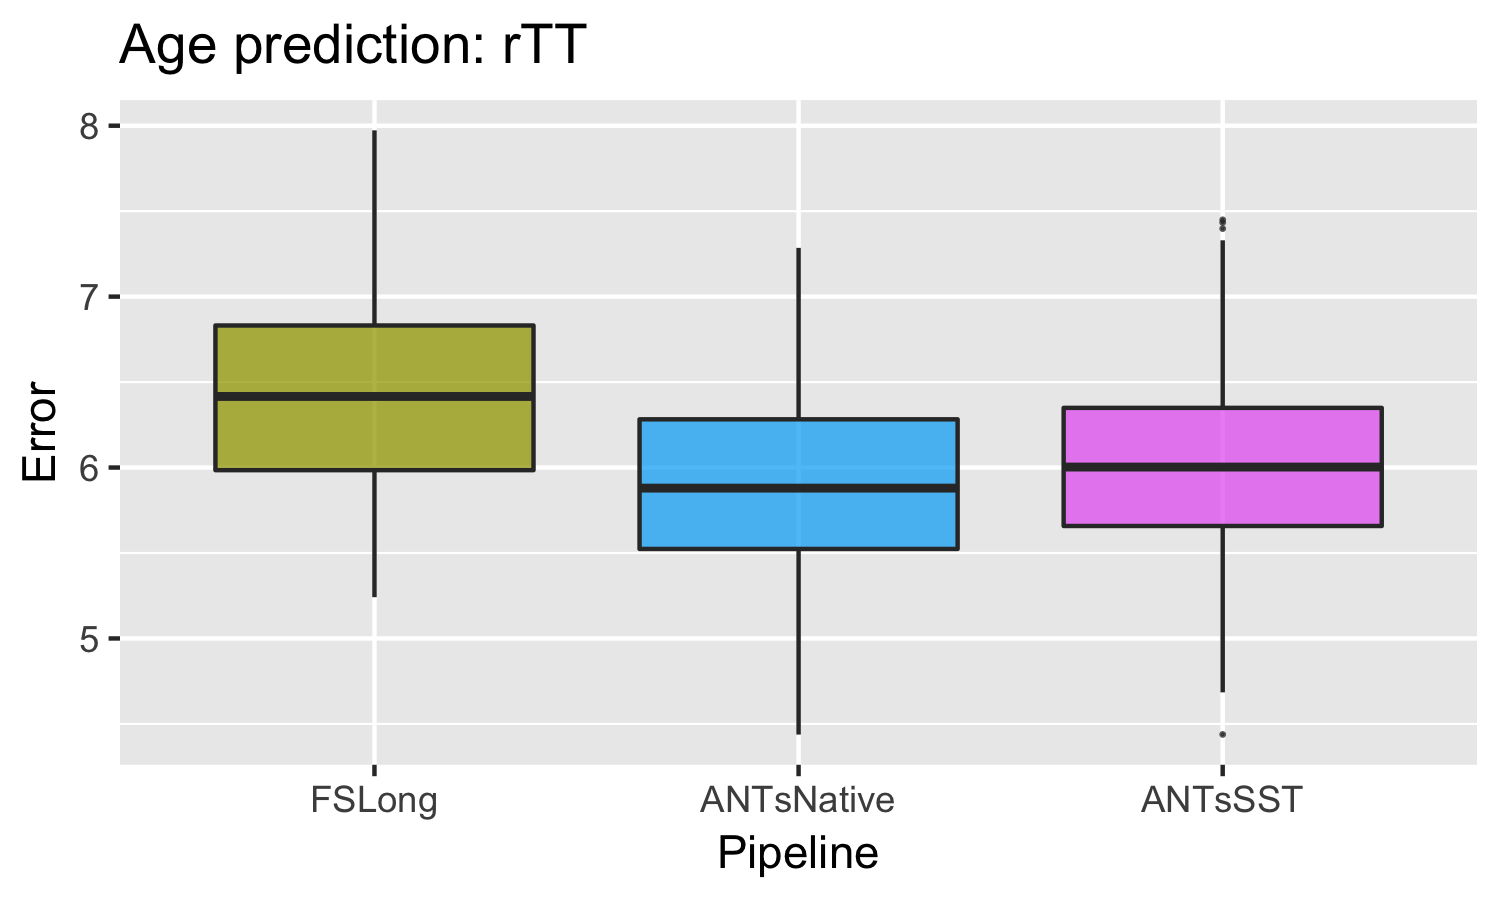 Age prediction: rTT
8
7
6
5
Error
FSLong
ANTsNative
ANTsSST
Pipeline